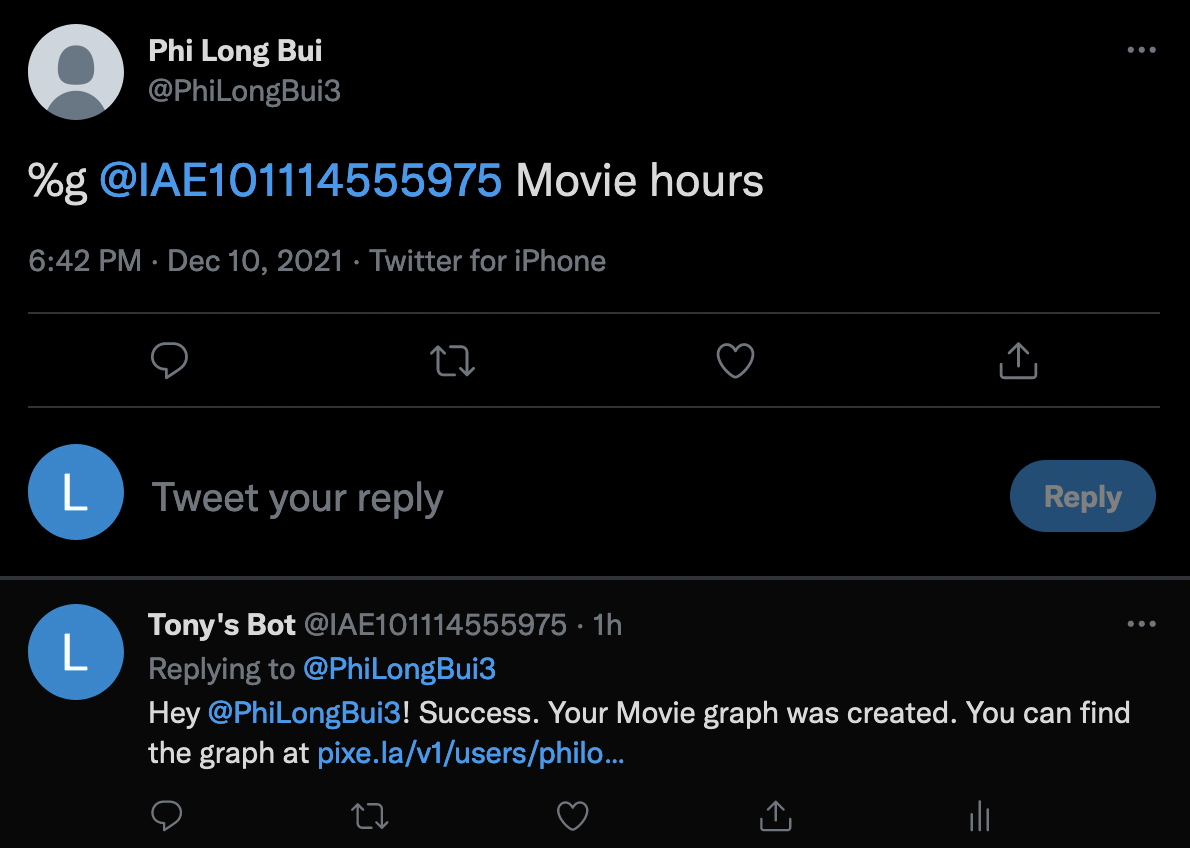 Phi Long Bui
@PhiLongBui3
%g @IAE101114555975 Movie hours
6:42 PM · Dec 10, 2021 · Twitter for iPhone
L
Tweet your reply
Reply
L
Tony's Bot @IAE101114555975 · 1h
Replying to @PhiLongBui3
Hey @PhiLongBui3! Success. Your Movie graph was created. You can find
the graph at pixe.la/v1/users/philo...